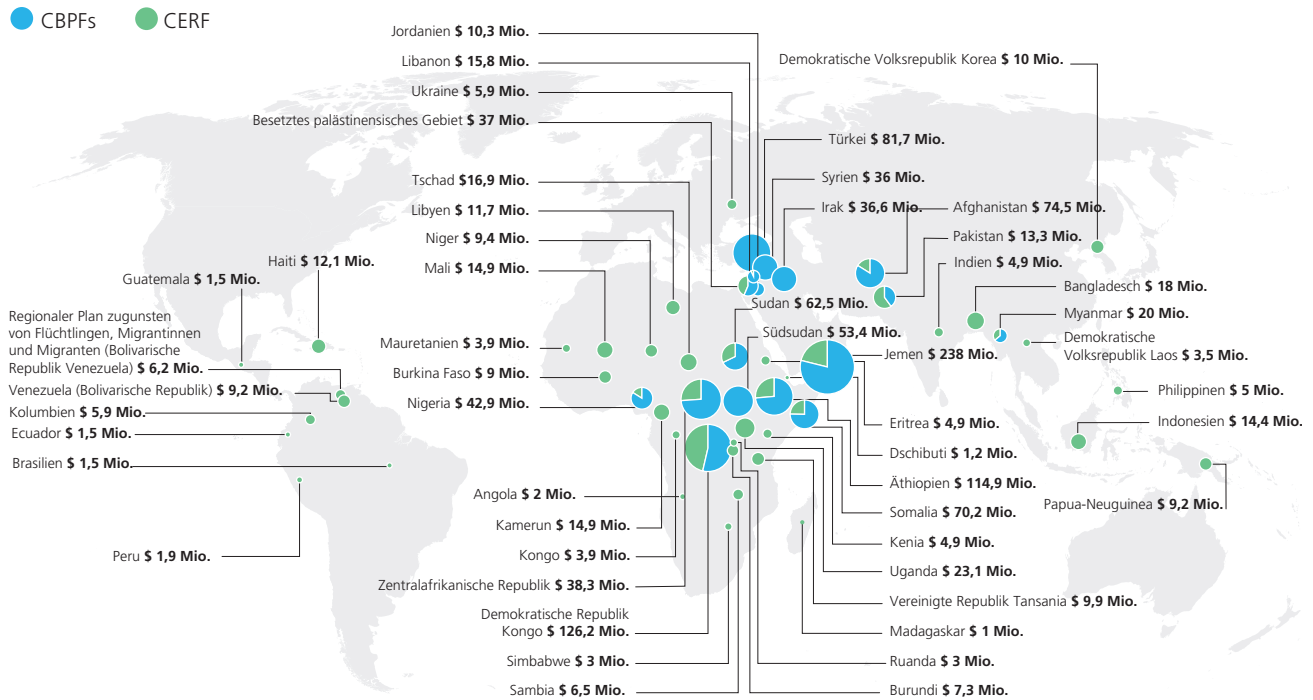 CBPFs
CERF
Jordanien $ 10,3 Mio.
Libanon $ 15,8 Mio.
Ukraine $ 5,9 Mio.
Besetztes palästinensisches Gebiet $ 37 Mio.
Demokratische Volksrepublik Korea $ 10 Mio.
Türkei $ 81,7 Mio.
Syrien $ 36 Mio.
Irak $ 36,6 Mio.
Afghanistan $ 74,5 Mio.
Pakistan $ 13,3 Mio.
Indien $ 4,9 Mio.
Bangladesch $ 18 Mio.
Myanmar $ 20 Mio.
Demokratische
Volksrepublik Laos $ 3,5 Mio.
Philippinen $ 5 Mio.
Indonesien $ 14,4 Mio.
Papua-Neuguinea $ 9,2 Mio.
Tschad $16,9 Mio.
Libyen $ 11,7 Mio.
Niger $ 9,4 Mio.
Mali $ 14,9 Mio.
Haiti $ 12,1 Mio.
Guatemala $ 1,5 Mio.
Regionaler Plan zugunsten
von Flüchtlingen, Migrantinnen
und Migranten (Bolivarische
Republik Venezuela) $ 6,2 Mio.
Venezuela (Bolivarische Republik) $ 9,2 Mio.
Kolumbien $ 5,9 Mio.
Ecuador $ 1,5 Mio.
Brasilien $ 1,5 Mio.
Peru $ 1,9 Mio.
Mauretanien $ 3,9 Mio.
Burkina Faso $ 9 Mio.
Nigeria $ 42,9 Mio.
Sudan $ 62,5 Mio.
Südsudan $ 53,4 Mio.
Jemen $ 238 Mio.
Eritrea $ 4,9 Mio.
Dschibuti $ 1,2 Mio.
Äthiopien $ 114,9 Mio.
Somalia $ 70,2 Mio.
Kenia $ 4,9 Mio.
Uganda $ 23,1 Mio.
Vereinigte Republik Tansania $ 9,9 Mio.
Madagaskar $ 1 Mio.
Ruanda $ 3 Mio.
Burundi $ 7,3 Mio.
Angola $ 2 Mio.
Kamerun $ 14,9 Mio.
Kongo $ 3,9 Mio.
Zentralafrikanische Republik $ 38,3 Mio.
Demokratische Republik
Kongo $ 126,2 Mio.
Simbabwe $ 3 Mio.
Sambia $ 6,5 Mio.